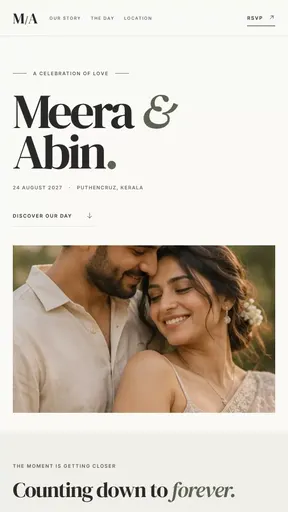 M/A
OUR STORY THE DAY LOCATION
RSVP ↗
A CELEBRATION OF LOVE
Meera &
Abin.
24 AUGUST 2027 · PUTHENCRUZ, KERALA
DISCOVER OUR DAY ↓
THE MOMENT IS GETTING CLOSER
Counting down to forever.